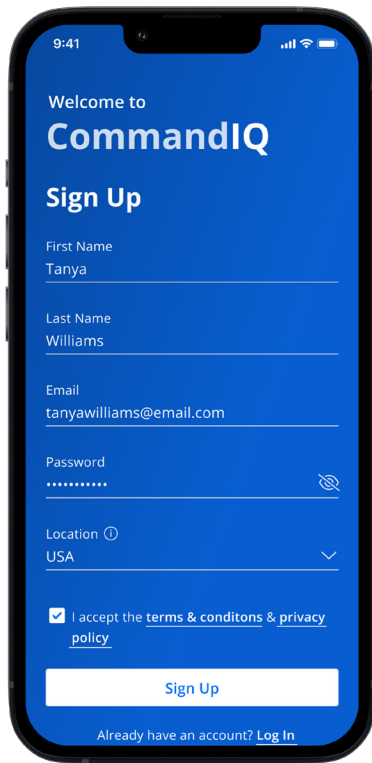 9:41
Welcome to
CommandIQ
Sign Up
First Name
Tanya
Last Name
Williams
Email
tanyawilliams@email.com
Password
•••••••••••
Location ⓘ
USA
I accept the terms & conditons & privacy
policy
Sign Up
Already have an account? Log In